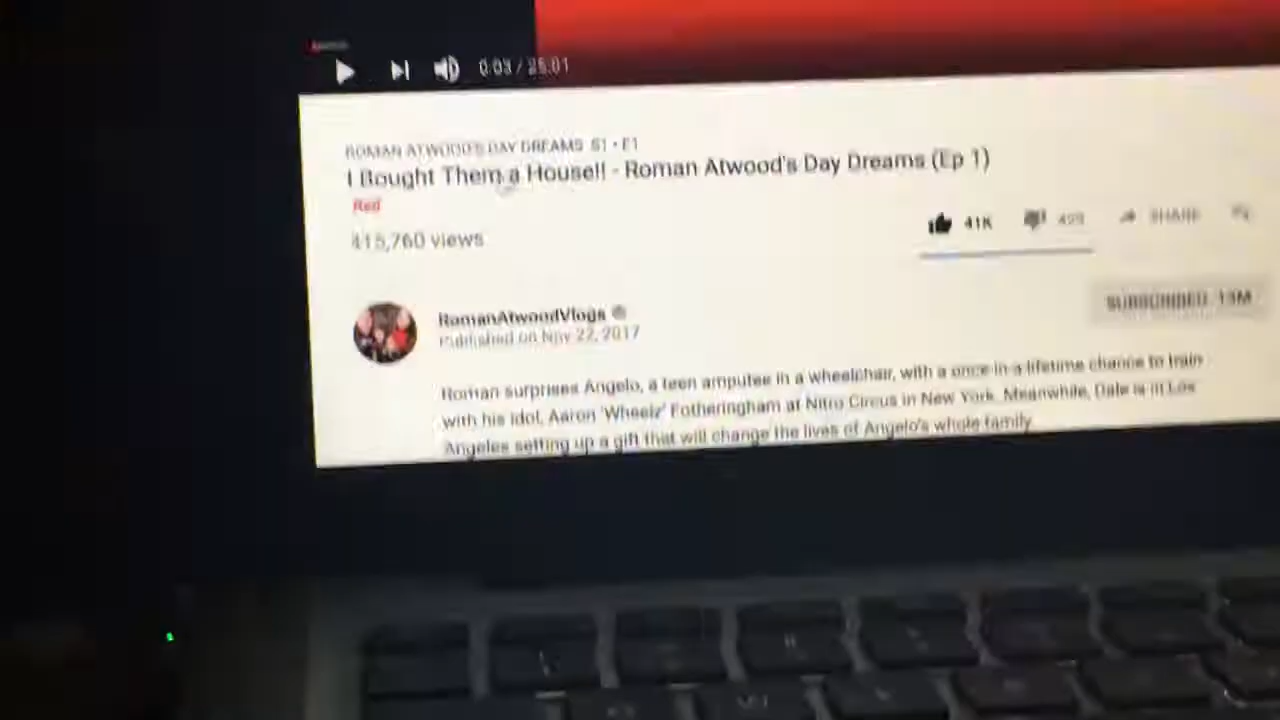 0:03 / 25:01
ROMAN ATWOOD'S DAY DREAMS S1 • E1
I Bought Them a House!! - Roman Atwood's Day Dreams (Ep 1)
Red
415,760 views
41K
SHARE
RomanAtwoodVlogs
Published on Nov 22, 2017
SUBSCRIBED 13M
Roman surprises Angelo, a teen amputee in a wheelchair, with a once in a lifetime chance to train
with his idol, Aaron 'Wheelz' Fotheringham at Nitro Circus in New York. Meanwhile, Dale is in Los
Angeles setting up a gift that will change the lives of Angelo's whole family